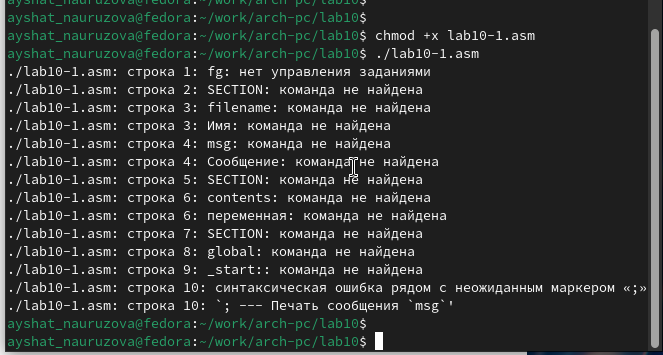 ayshat_nauruzova@fedora:~/work/arch-pc/lab10$
ayshat_nauruzova@fedora:~/work/arch-pc/lab10$
ayshat_nauruzova@fedora:~/work/arch-pc/lab10$ chmod +x lab10-1.asm
ayshat_nauruzova@fedora:~/work/arch-pc/lab10$ ./lab10-1.asm
./lab10-1.asm: строка 1: fg: нет управления заданиями
./lab10-1.asm: строка 2: SECTION: команда не найдена
./lab10-1.asm: строка 3: filename: команда не найдена
./lab10-1.asm: строка 3: Имя: команда не найдена
./lab10-1.asm: строка 4: msg: команда не найдена
./lab10-1.asm: строка 4: Сообщение: команда не найдена
./lab10-1.asm: строка 5: SECTION: команда не найдена
./lab10-1.asm: строка 6: contents: команда не найдена
./lab10-1.asm: строка 6: переменная: команда не найдена
./lab10-1.asm: строка 7: SECTION: команда не найдена
./lab10-1.asm: строка 8: global: команда не найдена
./lab10-1.asm: строка 9: _start:: команда не найдена
./lab10-1.asm: строка 10: синтаксическая ошибка рядом с неожиданным маркером «;»
./lab10-1.asm: строка 10: `; --- Печать сообщения `msg`'
ayshat_nauruzova@fedora:~/work/arch-pc/lab10$
ayshat_nauruzova@fedora:~/work/arch-pc/lab10$